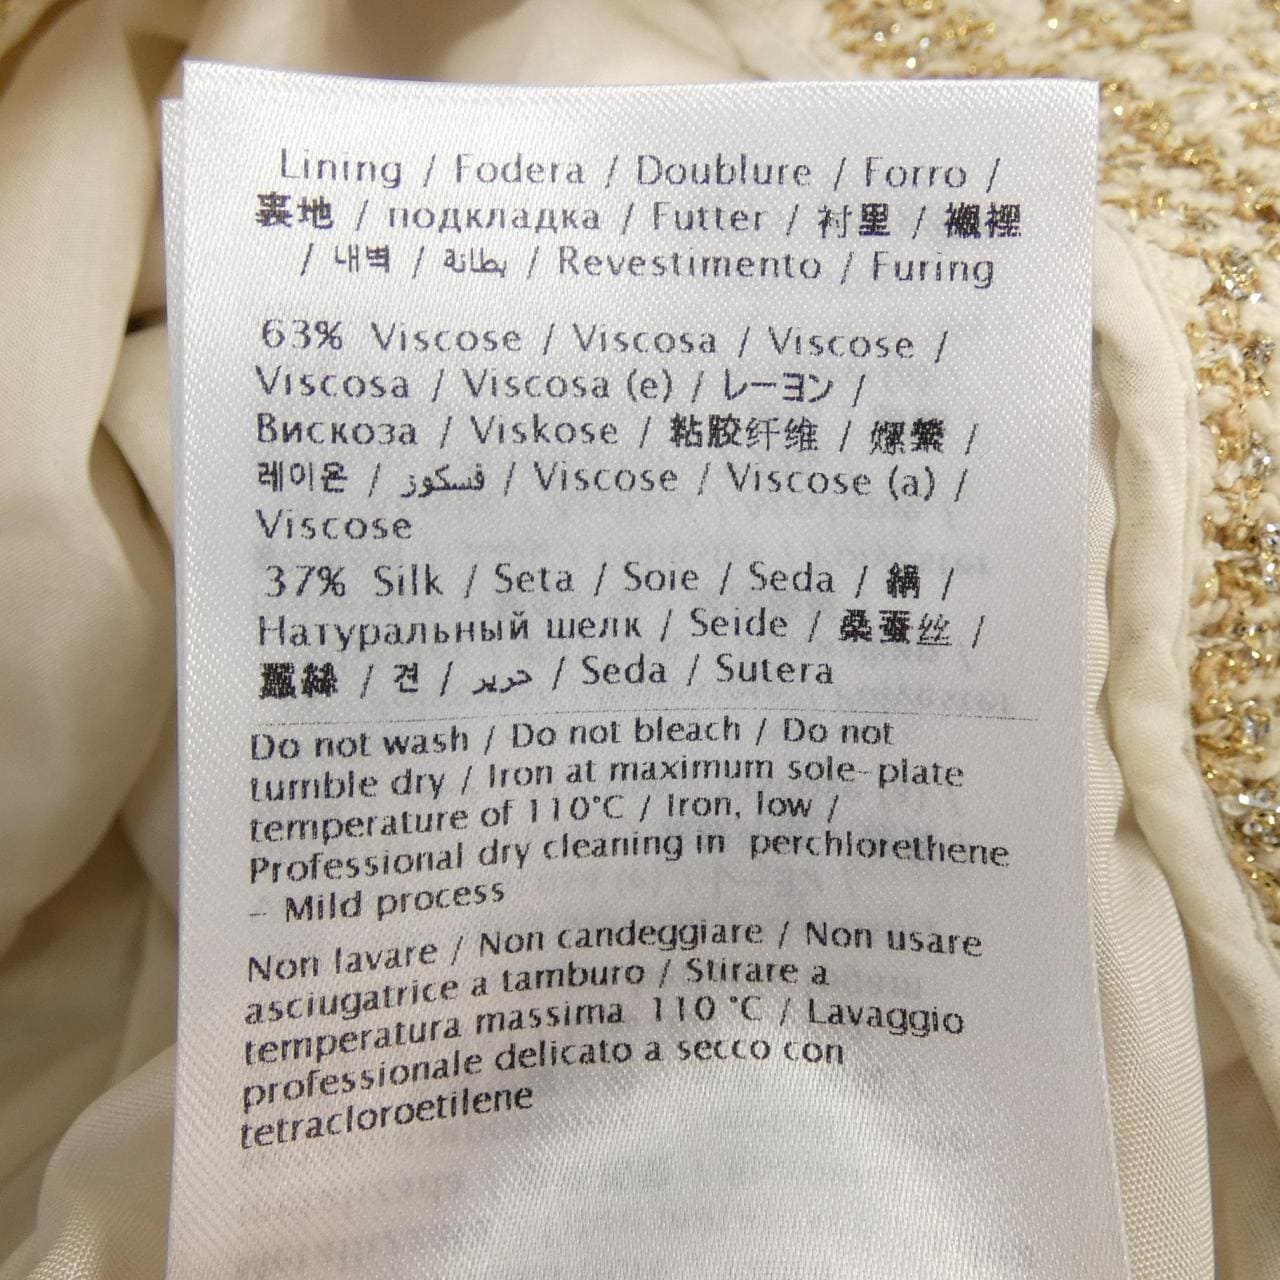 Lining / Fodera / Doublure / Forro /
裏地 / подкладка / Futter / 衬里 / 襯裡
/ 내벽 / بطانة / Revestimento / Furing
63% Viscose / Viscosa / Viscose /
Viscosa / Viscosa (e) / レーヨン /
Вискоза / Viskose / 粘胶纤维 / 嫘縈 /
레이온 / فسكوز / Viscose / Viscose (a) /
Viscose
37% Silk / Seta / Soie / Seda / 絹 /
Натуральный шелк / Seide / 桑蚕丝 /
蠶絲 / 견 / حرير / Seda / Sutera
Do not wash / Do not bleach / Do not
tumble dry / Iron at maximum sole-plate
temperature of 110°C / Iron, low /
Professional dry cleaning in perchlorethene
- Mild process
Non lavare / Non candeggiare / Non usare
asciugatrice a tamburo / Stirare a
temperatura massima 110 °C / Lavaggio
professionale delicato a secco con
tetracloroetilene